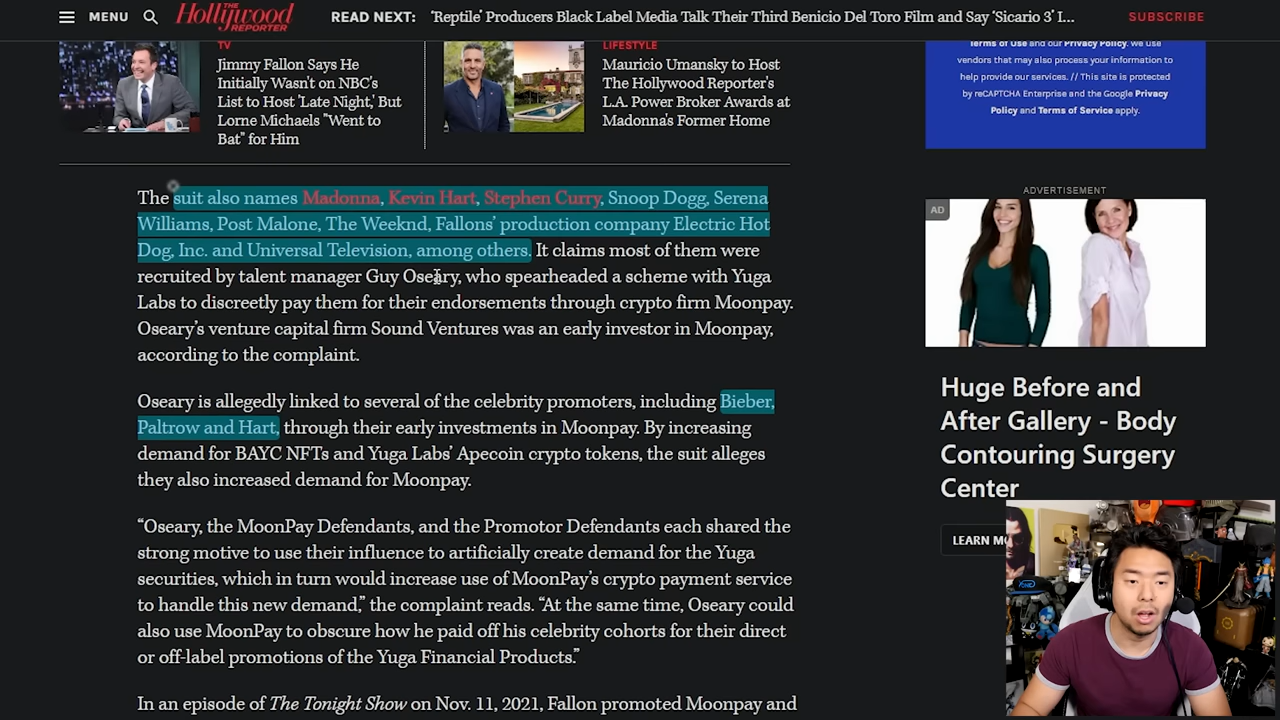 MENU
THE
Hollywood
REPORTER
READ NEXT: ‘Reptile’ Producers Black Label Media Talk Their Third Benicio Del Toro Film and Say ‘Sicario 3’ I...
SUBSCRIBE
TV
Jimmy Fallon Says He
Initially Wasn't on NBC's
List to Host 'Late Night,' But
Lorne Michaels "Went to
Bat" for Him
LIFESTYLE
Mauricio Umansky to Host
The Hollywood Reporter's
L.A. Power Broker Awards at
Madonna's Former Home
Terms of Use and our Privacy Policy. We use
vendors that may also process your information to
help provide our services. // This site is protected
by reCAPTCHA Enterprise and the Google Privacy
Policy and Terms of Service apply.
The suit also names Madonna, Kevin Hart, Stephen Curry, Snoop Dogg, Serena
Williams, Post Malone, The Weeknd, Fallons’ production company Electric Hot
Dog, Inc. and Universal Television, among others. It claims most of them were
recruited by talent manager Guy Oseary, who spearheaded a scheme with Yuga
Labs to discreetly pay them for their endorsements through crypto firm Moonpay.
Oseary’s venture capital firm Sound Ventures was an early investor in Moonpay,
according to the complaint.
Oseary is allegedly linked to several of the celebrity promoters, including Bieber,
Paltrow and Hart, through their early investments in Moonpay. By increasing
demand for BAYC NFTs and Yuga Labs’ Apecoin crypto tokens, the suit alleges
they also increased demand for Moonpay.
“Oseary, the MoonPay Defendants, and the Promotor Defendants each shared the
strong motive to use their influence to artificially create demand for the Yuga
securities, which in turn would increase use of MoonPay’s crypto payment service
to handle this new demand,” the complaint reads. “At the same time, Oseary could
also use MoonPay to obscure how he paid off his celebrity cohorts for their direct
or off-label promotions of the Yuga Financial Products.”
In an episode of The Tonight Show on Nov. 11, 2021, Fallon promoted Moonpay and
ADVERTISEMENT
AD
Huge Before and
After Gallery - Body
Contouring Surgery
Center
LEARN MO